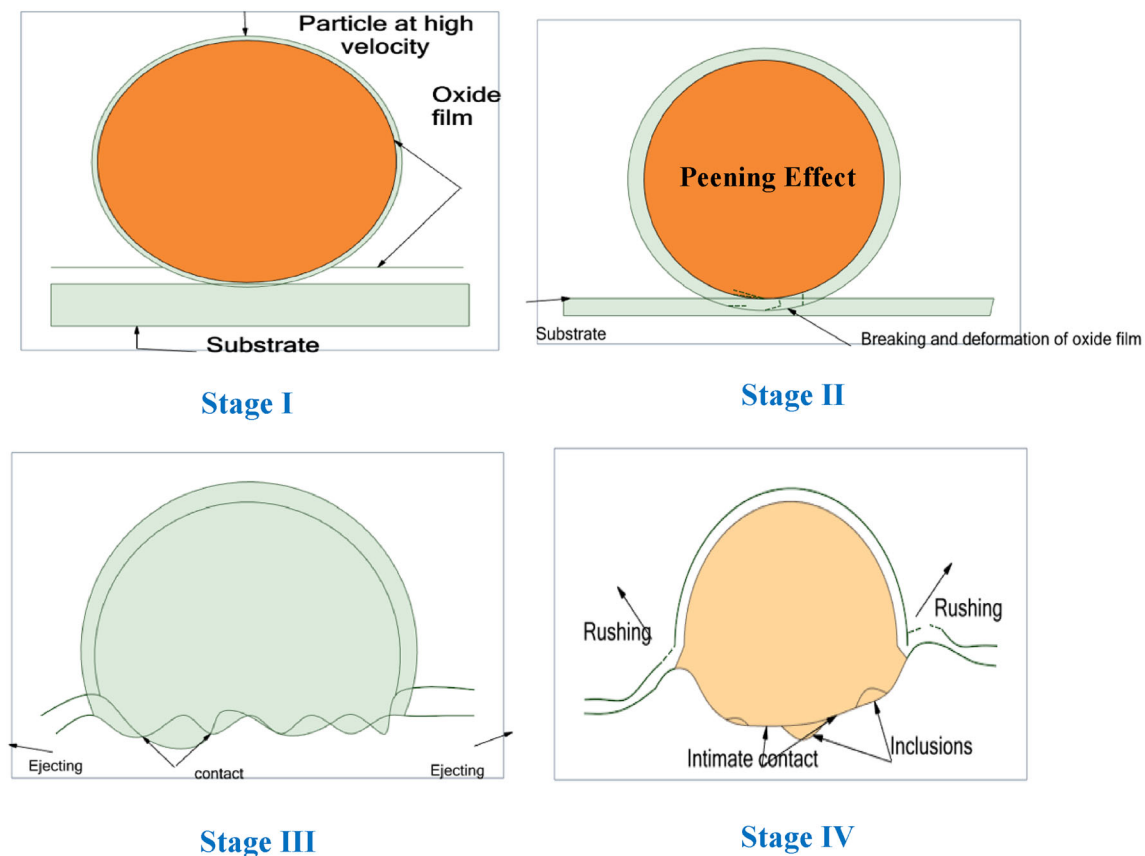 Particle at high
velocity
Oxide
film
Substrate
Stage I
Peening Effect
Substrate
Breaking and deformation of oxide film
Stage II
Ejecting
contact
Ejecting
Stage III
Rushing
Rushing
Intimate contact
Inclusions
Stage IV